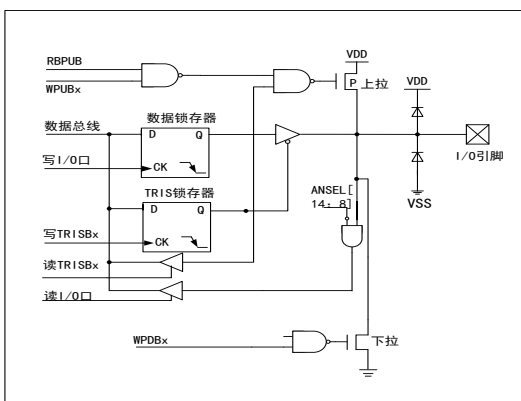 RBPUB
WPUBx
VDD
P
上拉
VDD
数据总线
数据锁存器
D
Q
写I/O口
CK
I/O引脚
ANSEL[
14：8]
VSS
TRIS锁存器
D
Q
写TRISBx
CK
读TRISBx
读I/O口
WPDBx
下拉